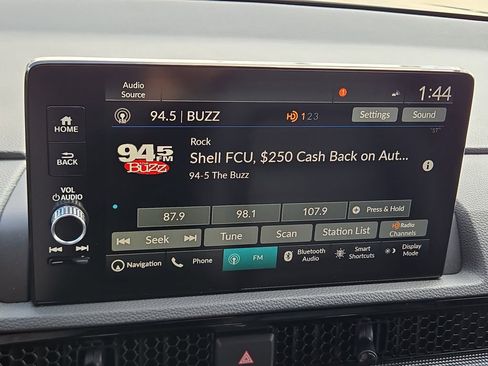 Audio
Source
1:44
94.5 | BUZZ
HD 1 2 3
Settings
Sound
Rock
Shell FCU, $250 Cash Back on Aut...
94-5 The Buzz
94.5 FM
The Buzz
HOME
BACK
VOL
AUDIO
87.9
98.1
107.9
Press & Hold
Seek
Tune
Scan
Station List
HD Radio
Channels
Navigation
Phone
FM
Bluetooth
Audio
Smart
Shortcuts
Display
Mode